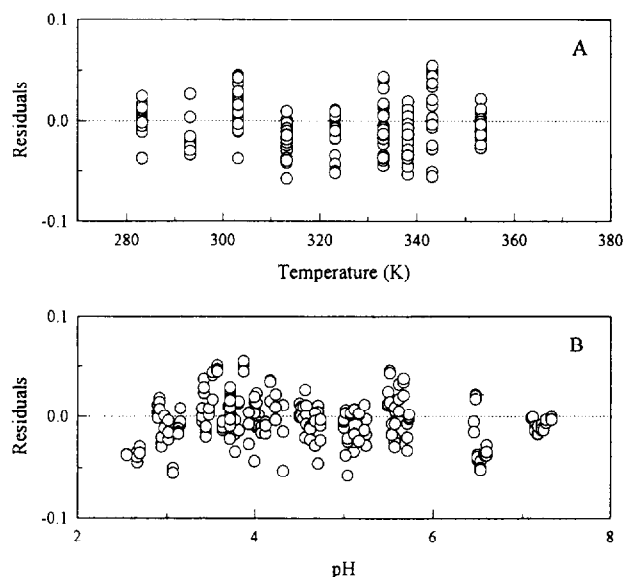 0.1
A
Residuals
0.0
-0.1
280 300 320 340 360 380
Temperature (K)
0.1
B
Residuals
0.0
-0.1
2 4 6 8
pH